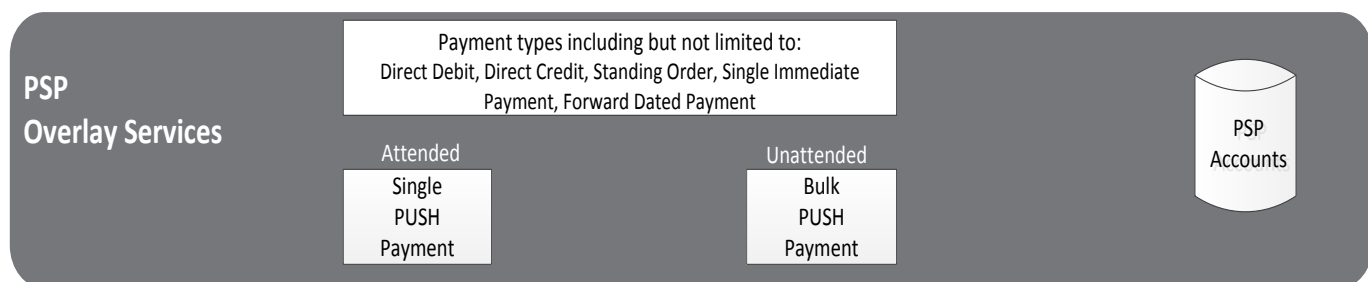 PSP
Overlay Services
Payment types including but not limited to:
Direct Debit, Direct Credit, Standing Order, Single Immediate
Payment, Forward Dated Payment
Attended
Single
PUSH
Payment
Unattended
Bulk
PUSH
Payment
PSP
Accounts